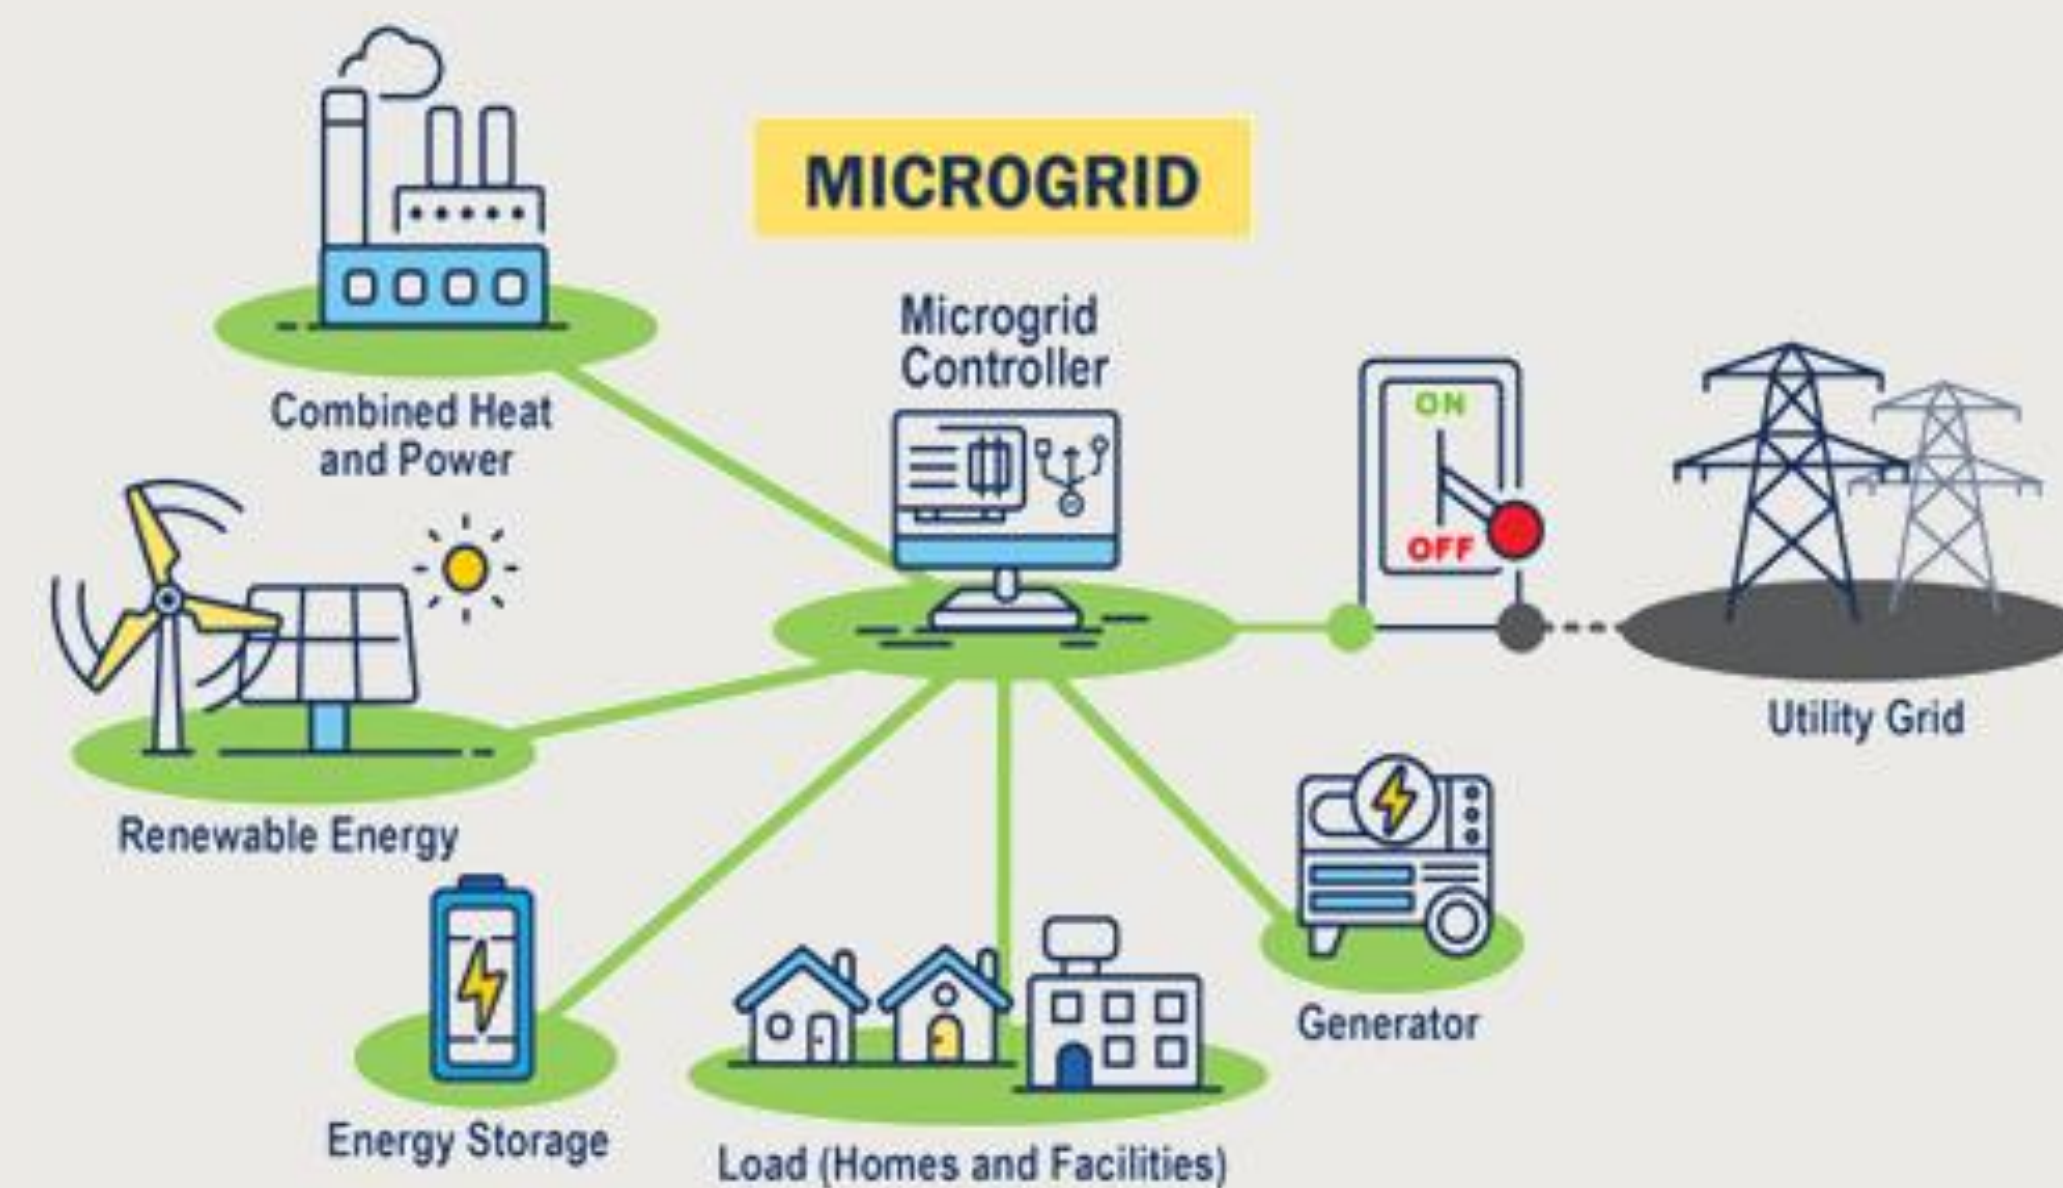 MICROGRID
Combined Heat
and Power
Microgrid
Controller
ON
OFF
Utility Grid
Renewable Energy
Generator
Energy Storage
Load (Homes and Facilities)